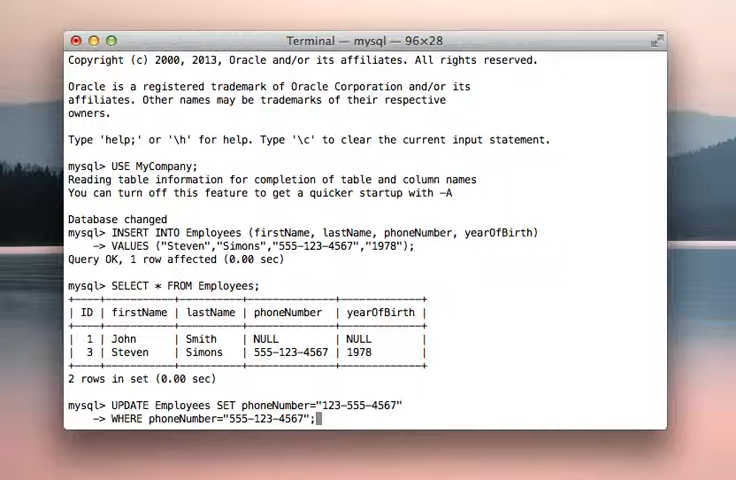 Terminal — mysql — 96×28
Copyright (c) 2000, 2013, Oracle and/or its affiliates. All rights reserved.
Oracle is a registered trademark of Oracle Corporation and/or its
affiliates. Other names may be trademarks of their respective
owners.
Type 'help;' or '\h' for help. Type '\c' to clear the current input statement.
mysql> USE MyCompany;
Reading table information for completion of table and column names
You can turn off this feature to get a quicker startup with -A
Database changed
mysql> INSERT INTO Employees (firstName, lastName, phoneNumber, yearOfBirth)
    -> VALUES ("Steven","Simons","555-123-4567","1978");
Query OK, 1 row affected (0.00 sec)
mysql> SELECT * FROM Employees;
+----+-----------+----------+--------------+-------------+
| ID | firstName | lastName | phoneNumber  | yearOfBirth |
+----+-----------+----------+--------------+-------------+
|  1 | John      | Smith    | NULL         | NULL        |
|  3 | Steven    | Simons   | 555-123-4567 | 1978        |
+----+-----------+----------+--------------+-------------+
2 rows in set (0.00 sec)
mysql> UPDATE Employees SET phoneNumber="123-555-4567"
    -> WHERE phoneNumber="555-123-4567";